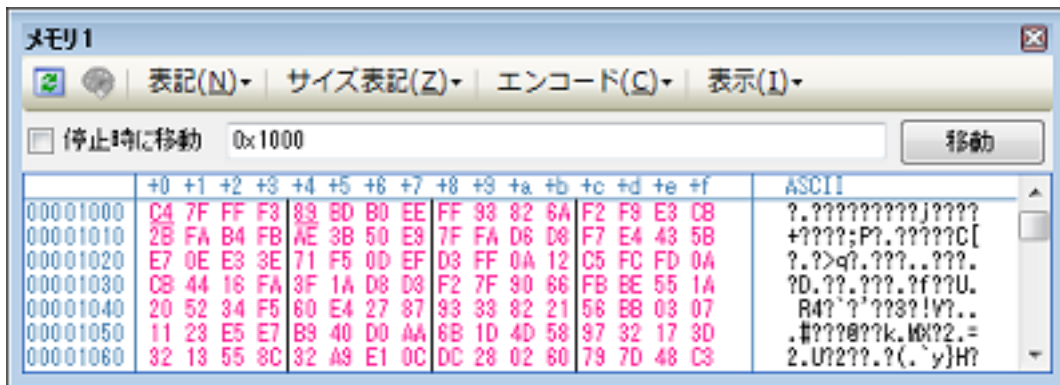 メモリ1
表記(N) サイズ表記(Z) エンコード(C) 表示(I)
停止時に移動 0x1000 移動
+0 +1 +2 +3 +4 +5 +6 +7 +8 +9 +a +b +c +d +e +f ASCII
00001000 C4 7F FF F3 89 BD B0 EE FF 93 82 6A F2 F9 E3 CB ?.?????????j????
00001010 2B FA B4 FB AE 3B 50 E9 7F FA D6 D8 F7 E4 43 5B +????;P?.?????C[
00001020 E7 0E E3 3E 71 F5 0D EF D3 FF 0A 12 C5 FC FD 0A ?.?>q?.???..???.
00001030 CB 44 16 FA 3F 1A D8 D3 F2 7F 90 66 FB BE 55 1A ?D.??.???.?f??U.
00001040 20 52 34 F5 60 E4 27 87 93 33 82 21 56 BB 03 07 R4?`?'??3?!V?..
00001050 11 23 E5 E7 B9 40 D0 AA 6B 1D 4D 58 97 32 17 3D .#???@??k.MX?2.=
00001060 32 13 55 8C 32 A9 E1 0C DC 28 02 60 79 7D 48 C3 2.U?2??.?(.`y}H?